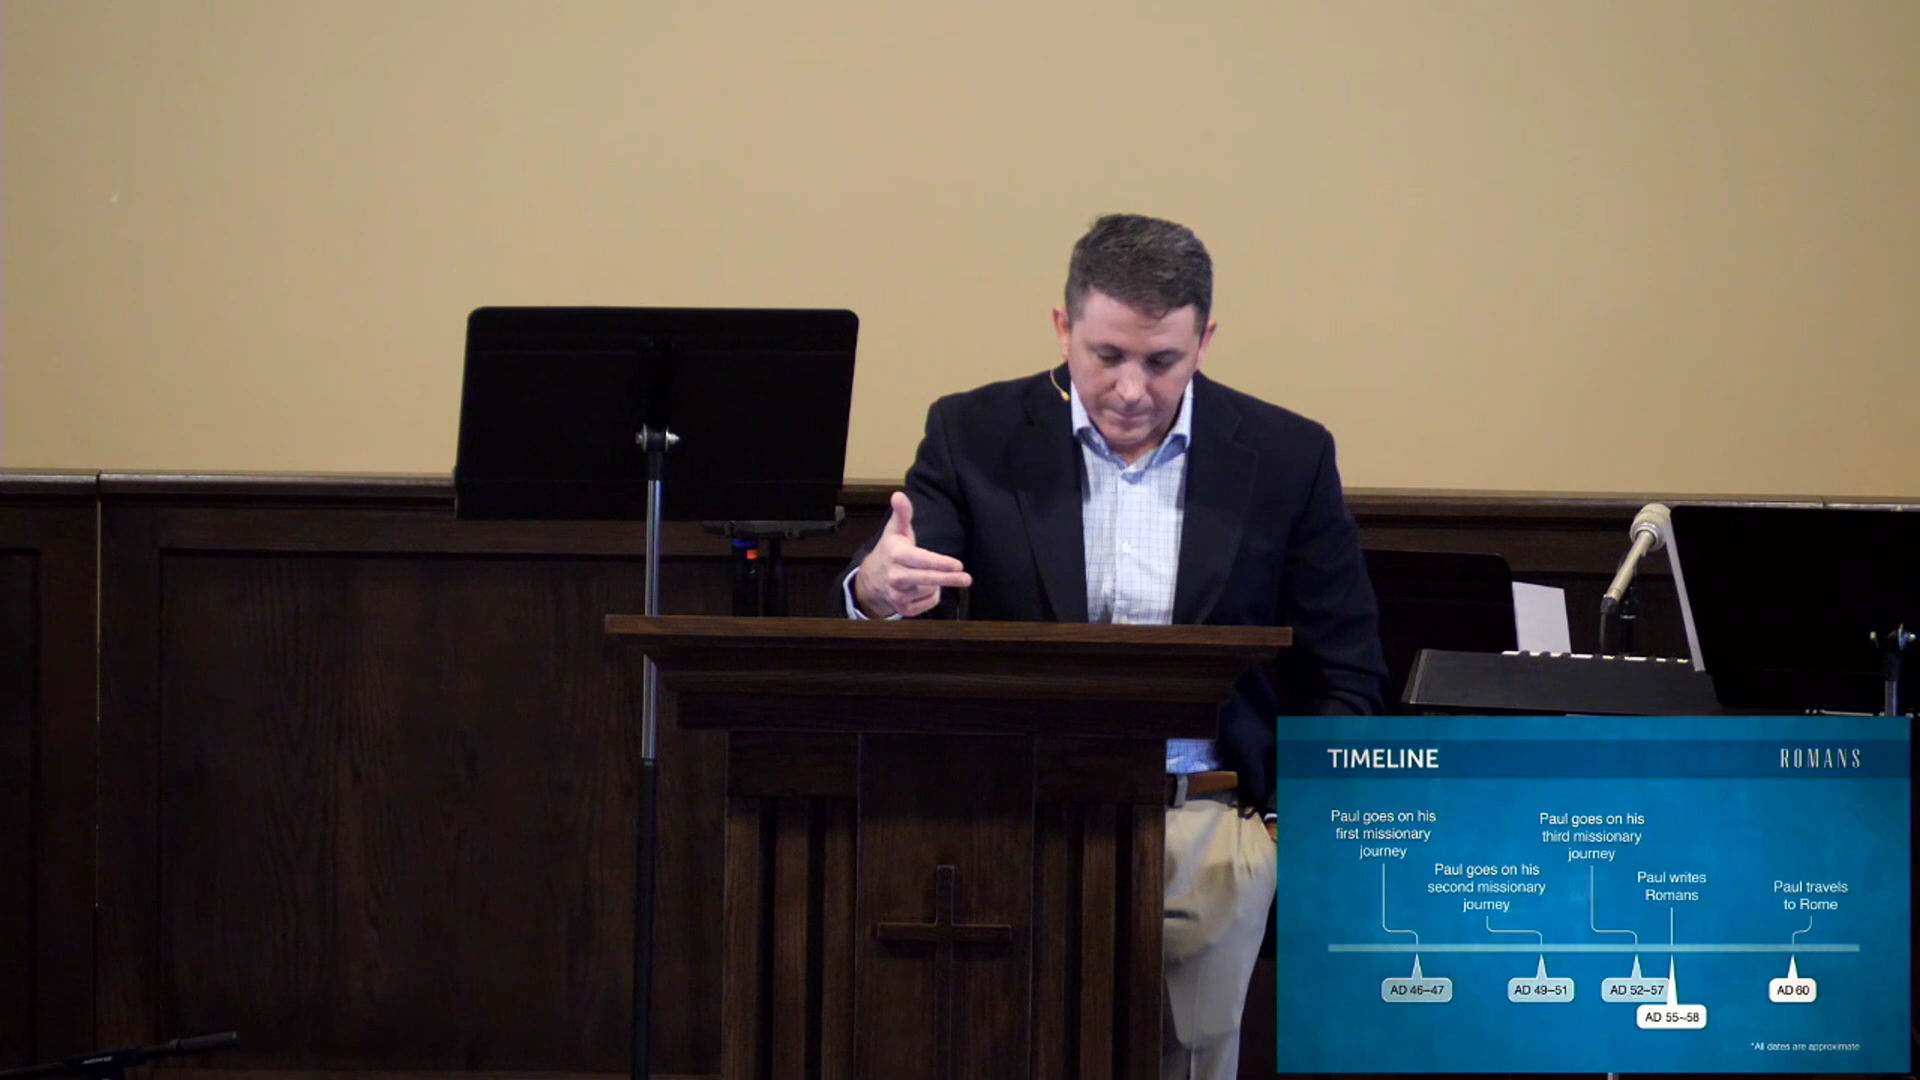 TIMELINE
ROMANS
Paul goes on his
first missionary
journey
Paul goes on his
second missionary
journey
Paul goes on his
third missionary
journey
Paul writes
Romans
Paul travels
to Rome
AD 46–47
AD 49–51
AD 52–57
AD 55–58
AD 60
*All dates are approximate